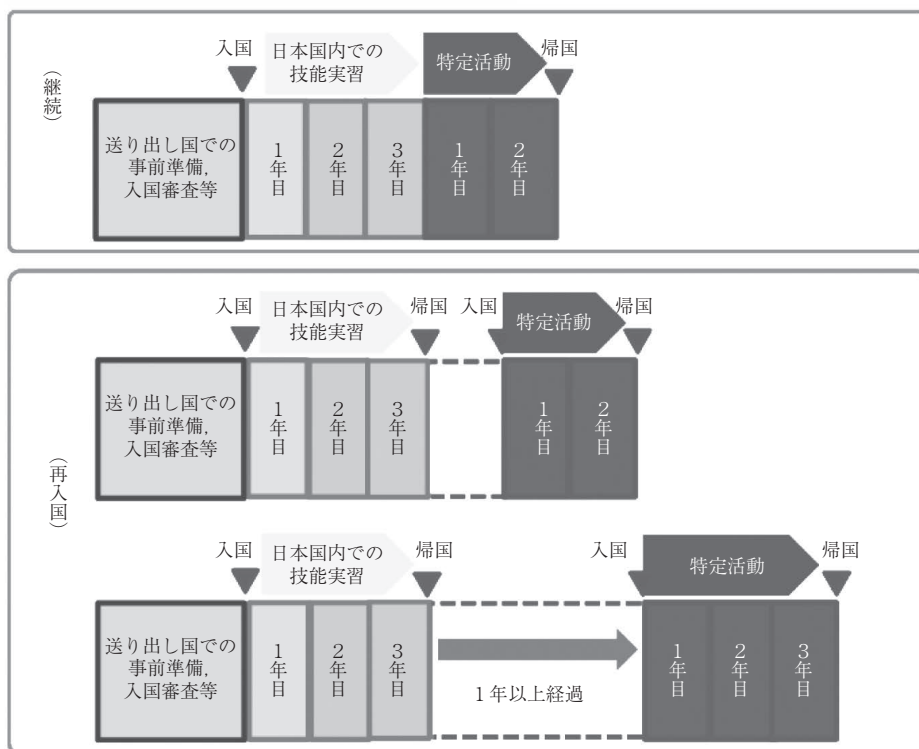 (継続)
入国
日本国内での
技能実習
特定活動
帰国
送り出し国での
事前準備,
入国審査等
1年目
2年目
3年目
1年目
2年目
(再入国)
入国
日本国内での
技能実習
帰国
入国
特定活動
帰国
送り出し国での
事前準備,
入国審査等
1年目
2年目
3年目
1年目
2年目
入国
日本国内での
技能実習
帰国
入国
特定活動
帰国
送り出し国での
事前準備,
入国審査等
1年目
2年目
3年目
1年以上経過
1年目
2年目
3年目